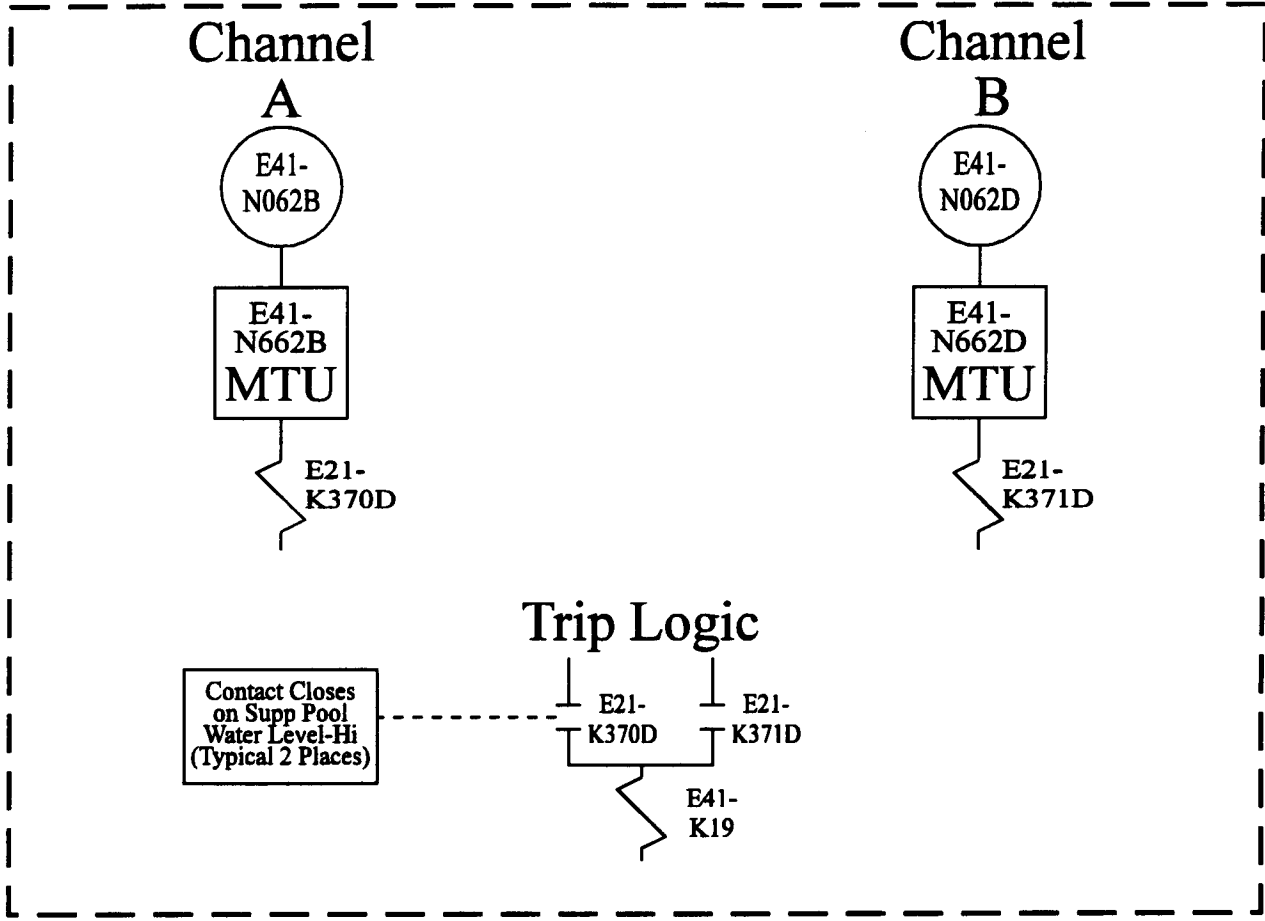 Channel
A
E41-
N062B
E41-
N662B
MTU
E21-
K370D
Channel
B
E41-
N062D
E41-
N662D
MTU
E21-
K371D
Trip Logic
Contact Closes
on Supp Pool
Water Level-Hi
(Typical 2 Places)
E21-
K370D
E21-
K371D
E41-
K19